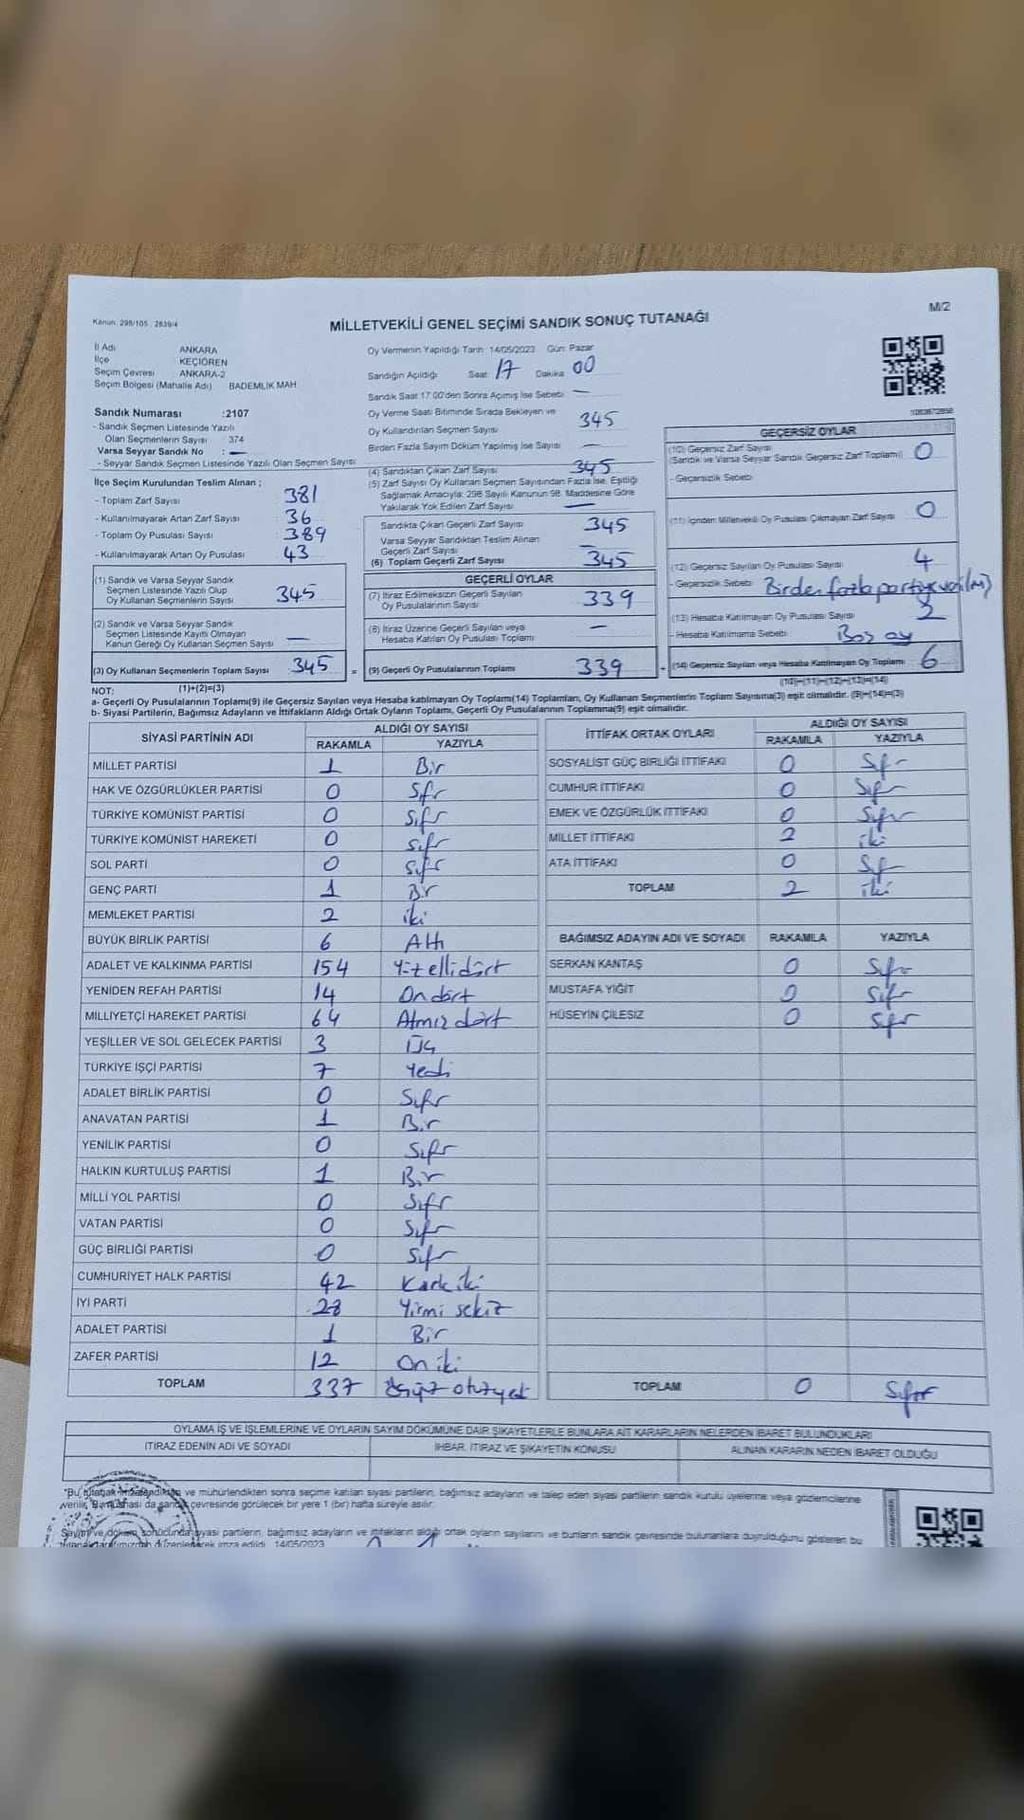 Kanun: 298/105 , 2839/4
MİLLETVEKİLİ GENEL SEÇİMİ SANDIK SONUÇ TUTANAĞI
M/2
İl Adı ANKARA
İlçe KEÇİÖREN
Seçim Çevresi ANKARA-2
Seçim Bölgesi (Mahalle Adı) BADEMLİK MAH
Sandık Numarası :2107
- Sandık Seçmen Listesinde Yazılı
Olan Seçmenlerin Sayısı : 374
Varsa Seyyar Sandık No : —
- Seyyar Sandık Seçmen Listesinde Yazılı Olan Seçmen Sayısı
İlçe Seçim Kurulundan Teslim Alınan ;
- Toplam Zarf Sayısı 381
- Kullanılmayarak Artan Zarf Sayısı 36
- Toplam Oy Pusulası Sayısı 389
- Kullanılmayarak Artan Oy Pusulası 43
(1) Sandık ve Varsa Seyyar Sandık
Seçmen Listesinde Yazılı Olup
Oy Kullanan Seçmenlerin Sayısı 345
(2) Sandık ve Varsa Seyyar Sandık
Seçmen Listesinde Kayıtlı Olmayan
Kanun Gereği Oy Kullanan Seçmen Sayısı —
(3) Oy Kullanan Seçmenlerin Toplam Sayısı 345 =
(1)+(2)=(3)
Oy Vermenin Yapıldığı Tarih: 14/05/2023 Gün: Pazar
Sandığın Açıldığı Saat 17 Dakika 00
Sandık Saat 17.00'den Sonra Açılmış İse Sebebi —
Oy Verme Saati Bitiminde Sırada Bekleyen ve
Oy Kullandırılan Seçmen Sayısı 345
Birden Fazla Sayım Döküm Yapılmış İse Sayısı —
(4) Sandıktan Çıkan Zarf Sayısı 345
(5) Zarf Sayısı Oy Kullanan Seçmen Sayısından Fazla İse, Eşitliği
Sağlamak Amacıyla; 298 Sayılı Kanunun 98. Maddesine Göre
Yakılarak Yok Edilen Zarf Sayısı —
Sandıkta Çıkan Geçerli Zarf Sayısı 345
Varsa Seyyar Sandıktan Teslim Alınan
Geçerli Zarf Sayısı —
(6) Toplam Geçerli Zarf Sayısı 345
GEÇERLİ OYLAR
(7) İtiraz Edilmeksizin Geçerli Sayılan
Oy Pusulalarının Sayısı 339
(8) İtiraz Üzerine Geçerli Sayılan veya
Hesaba Katılan Oy Pusulası Toplamı —
(9) Geçerli Oy Pusulalarının Toplamı 339 +
GEÇERSİZ OYLAR
(10) Geçersiz Zarf Sayısı
(Sandık ve Varsa Seyyar Sandık Geçersiz Zarf Toplamı) 0
- Geçersizlik Sebebi
(11) İçinden Milletvekili Oy Pusulası Çıkmayan Zarf Sayısı 0
(12) Geçersiz Sayılan Oy Pusulası Sayısı 4
- Geçersizlik Sebebi Birden fazla partiye
(13) Hesaba Katılmayan Oy Pusulası Sayısı 2
- Hesaba Katılmama Sebebi Boş oy
(14) Geçersiz Sayılan veya Hesaba Katılmayan Oy Toplamı 6
(10)+(11)+(12)+(13)=(14)
NOT:
a- Geçerli Oy Pusulalarının Toplamı(9) ile Geçersiz Sayılan veya Hesaba katılmayan Oy Toplamı(14) Toplamları, Oy Kullanan Seçmenlerin Toplam Sayısına(3) eşit olmalıdır. (9)+(14)=(3)
b- Siyasi Partilerin, Bağımsız Adayların ve İttifakların Aldığı Ortak Oyların Toplamı, Geçerli Oy Pusulalarının Toplamına(9) eşit olmalıdır.
SİYASİ PARTİNİN ADI ALDIĞI OY SAYISI
RAKAMLA YAZIYLA
MİLLET PARTİSİ 1 Bir
HAK VE ÖZGÜRLÜKLER PARTİSİ 0 Sıfır
TÜRKİYE KOMÜNİST PARTİSİ 0 Sıfır
TÜRKİYE KOMÜNİST HAREKETİ 0 Sıfır
SOL PARTİ 0 Sıfır
GENÇ PARTİ 1 Bir
MEMLEKET PARTİSİ 2 iki
BÜYÜK BİRLİK PARTİSİ 6 Altı
ADALET VE KALKINMA PARTİSİ 154 Yüzellidört
YENİDEN REFAH PARTİSİ 14 Ondört
MİLLİYETÇİ HAREKET PARTİSİ 64 Atmış dört
YEŞİLLER VE SOL GELECEK PARTİSİ 3 Üç
TÜRKİYE İŞÇİ PARTİSİ 7 Yedi
ADALET BİRLİK PARTİSİ 0 Sıfır
ANAVATAN PARTİSİ 1 Bir
YENİLİK PARTİSİ 0 Sıfır
HALKIN KURTULUŞ PARTİSİ 1 Bir
MİLLİ YOL PARTİSİ 0 Sıfır
VATAN PARTİSİ 0 Sıfır
GÜÇ BİRLİĞİ PARTİSİ 0 Sıfır
CUMHURİYET HALK PARTİSİ 42 Kırkiki
İYİ PARTİ 28 Yirmi sekiz
ADALET PARTİSİ 1 Bir
ZAFER PARTİSİ 12 On iki
TOPLAM 337 üçyüz otuzyedi
İTTİFAK ORTAK OYLARI ALDIĞI OY SAYISI
RAKAMLA YAZIYLA
SOSYALİST GÜÇ BİRLİĞİ İTTİFAKI 0 Sıfır
CUMHUR İTTİFAKI 0 Sıfır
EMEK VE ÖZGÜRLÜK İTTİFAKI 0 Sıfır
MİLLET İTTİFAKI 2 iki
ATA İTTİFAKI 0 Sıfır
TOPLAM 2 iki
BAĞIMSIZ ADAYIN ADI VE SOYADI RAKAMLA YAZIYLA
SERKAN KANTAŞ 0 Sıfır
MUSTAFA YİĞİT 0 Sıfır
HÜSEYİN ÇİLESİZ 0 Sıfır
TOPLAM 0 Sıfır
OYLAMA İŞ VE İŞLEMLERİNE VE OYLARIN SAYIM DÖKÜMÜNE DAİR ŞİKAYETLERLE BUNLARA AİT KARARLARIN NELERDEN İBARET BULUNDUKLARI
İTİRAZ EDENİN ADI VE SOYADI İHBAR, İTİRAZ VE ŞİKAYETİN KONUSU ALINAN KARARIN NEDEN İBARET OLDUĞU
"Bu tutanak ve mühürlendikten sonra seçime katılan siyasi partilerin, bağımsız adayların ve talep eden siyasi partilerin sandık kurulu üyelerine veya gözlemcilerine
verilir. Bir nüshası da sandık çevresinde görülecek bir yere 1 (bir) hafta süreyle asılır.
Sayım ve döküm sonucunda siyasi partilerin, bağımsız adayların ve ittifakların aldığı ortak oyların sayılarını ve bunların sandık çevresinde bulunanlara duyrulduğunu gösteren bu
tutanak tarafımızdan düzenlenerek imza edildi. 14/05/2023